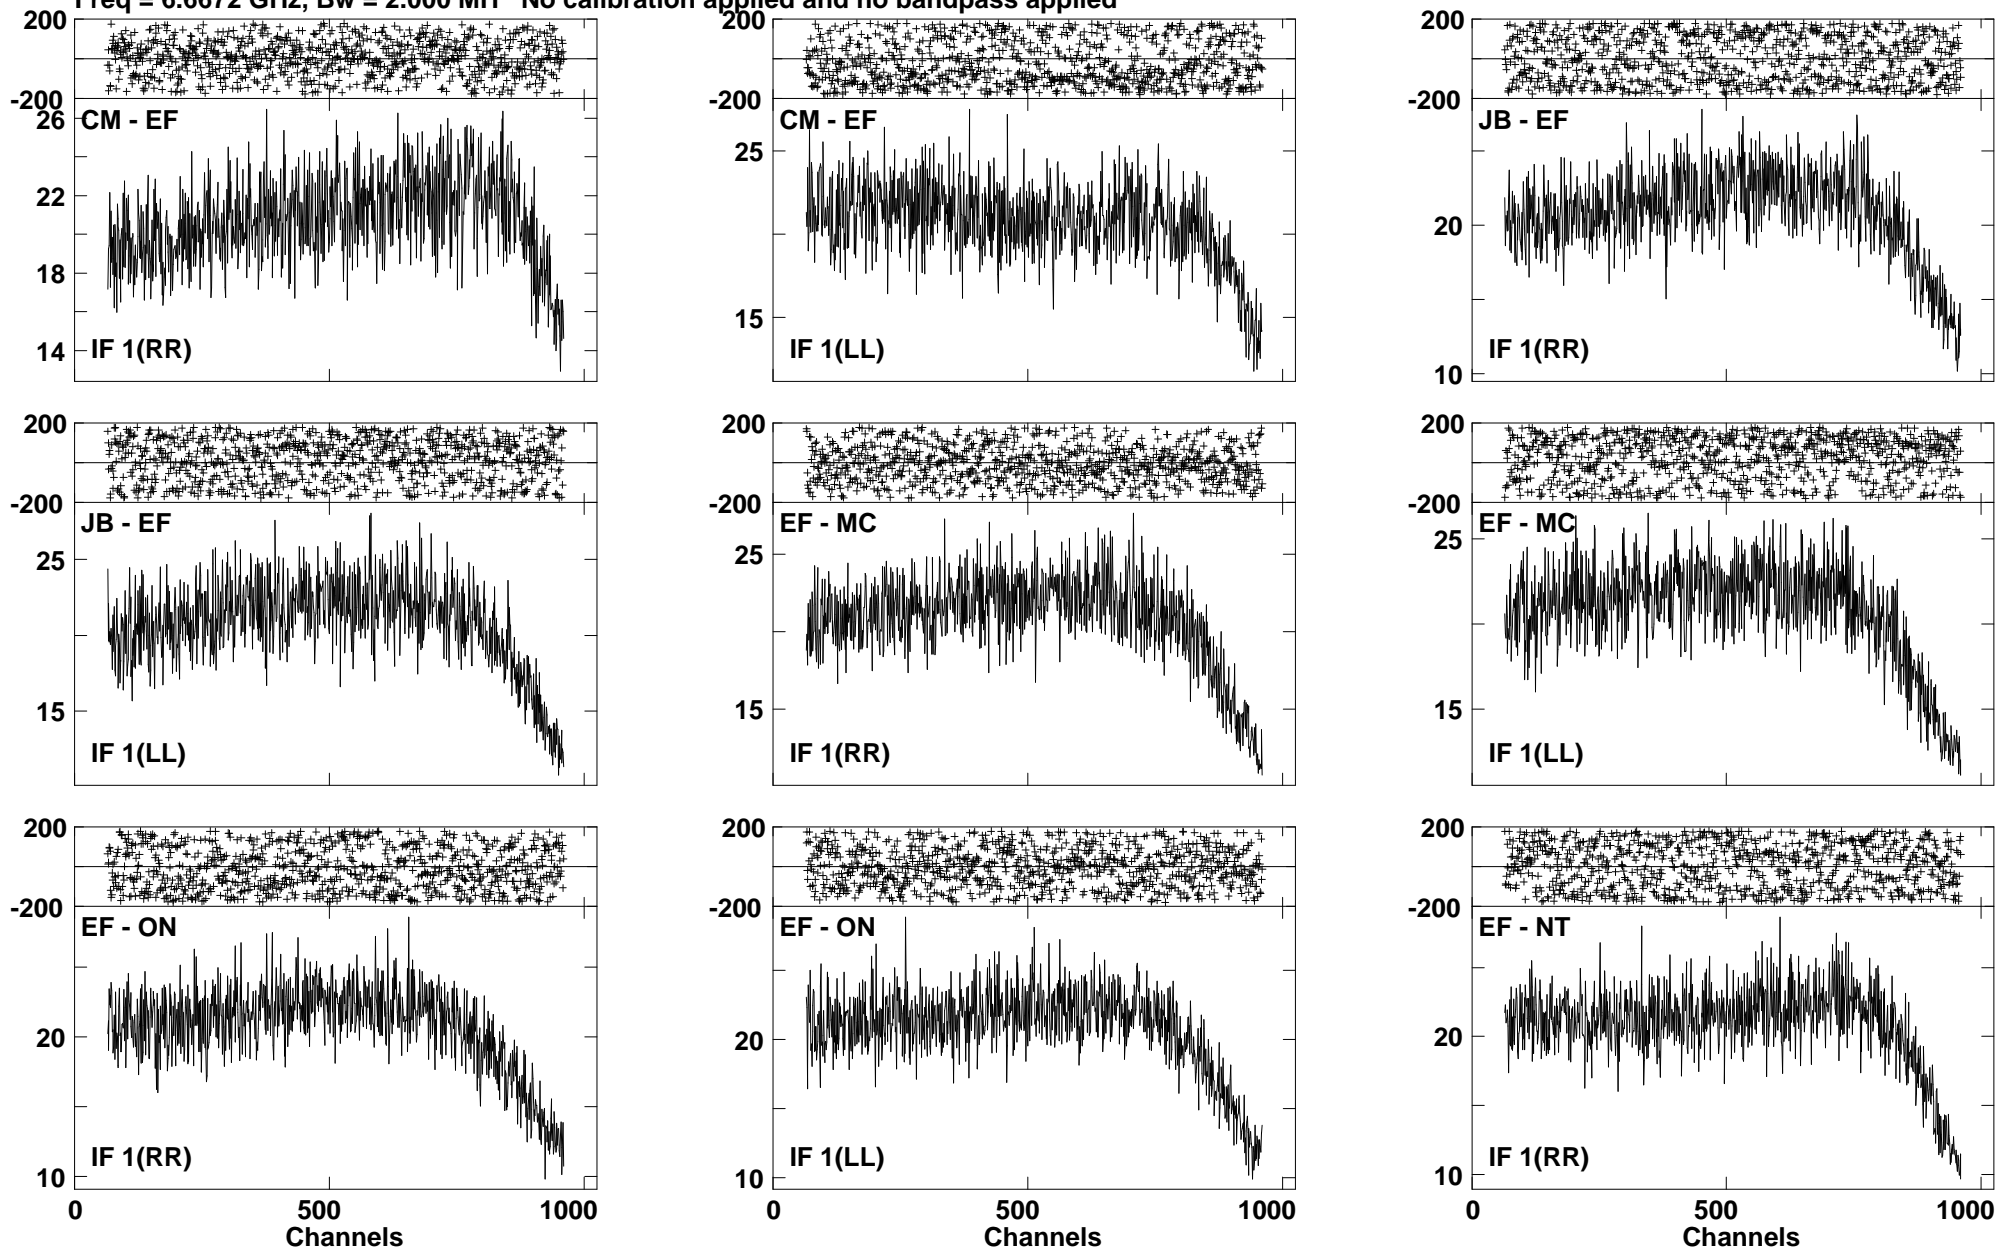 Freq = 6.6672 GHz, Bw = 2.000 MH No calibration applied and no bandpass applied
200
-200
26
22
18
14
CM - EF
IF 1(RR)
200
-200
25
15
CM - EF
IF 1(LL)
200
-200
20
10
JB - EF
IF 1(RR)
200
-200
25
15
JB - EF
IF 1(LL)
200
-200
25
15
EF - MC
IF 1(RR)
200
-200
25
15
EF - MC
IF 1(LL)
200
-200
20
10
EF - ON
IF 1(RR)
0 500 1000
Channels
200
-200
20
10
EF - ON
IF 1(LL)
0 500 1000
Channels
200
-200
20
10
EF - NT
IF 1(RR)
0 500 1000
Channels